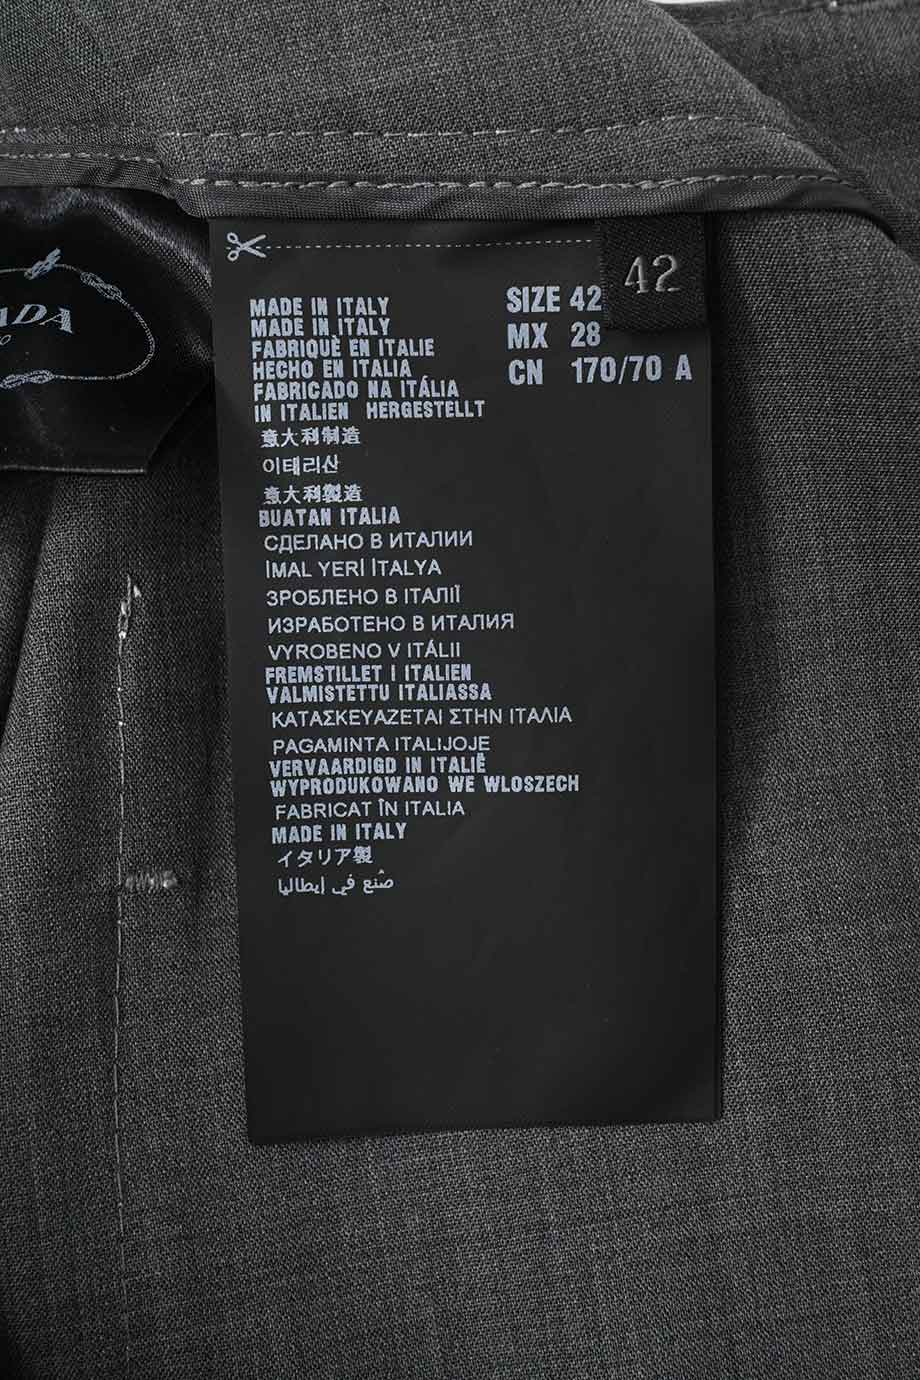 MADE IN ITALY
MADE IN ITALY
FABRIQUÈ EN ITALIE
HECHO EN ITALIA
FABRICADO NA ITÁLIA
IN ITALIEN HERGESTELLT
意大利制造
이태리산
意大利製造
BUATAN ITALIA
СДЕЛАНО В ИТАЛИИ
İMAL YERİ İTALYA
ЗРОБЛЕНО В ІТАЛІЇ
ИЗРАБОТЕНО В ИТАЛИЯ
VYROBENO V ITÁLII
FREMSTILLET I ITALIEN
VALMISTETTU ITALIASSA
ΚΑΤΑΣΚΕΥΑΖΕΤΑΙ ΣΤΗΝ ΙΤΑΛΙΑ
PAGAMINTA ITALIJOJE
VERVAARDIGD IN ITALIË
WYPRODUKOWANO WE WLOSZECH
FABRICAT ÎN ITALIA
MADE IN ITALY
イタリア製
صُنع في إيطاليا
SIZE 42
MX 28
CN 170/70 A
42